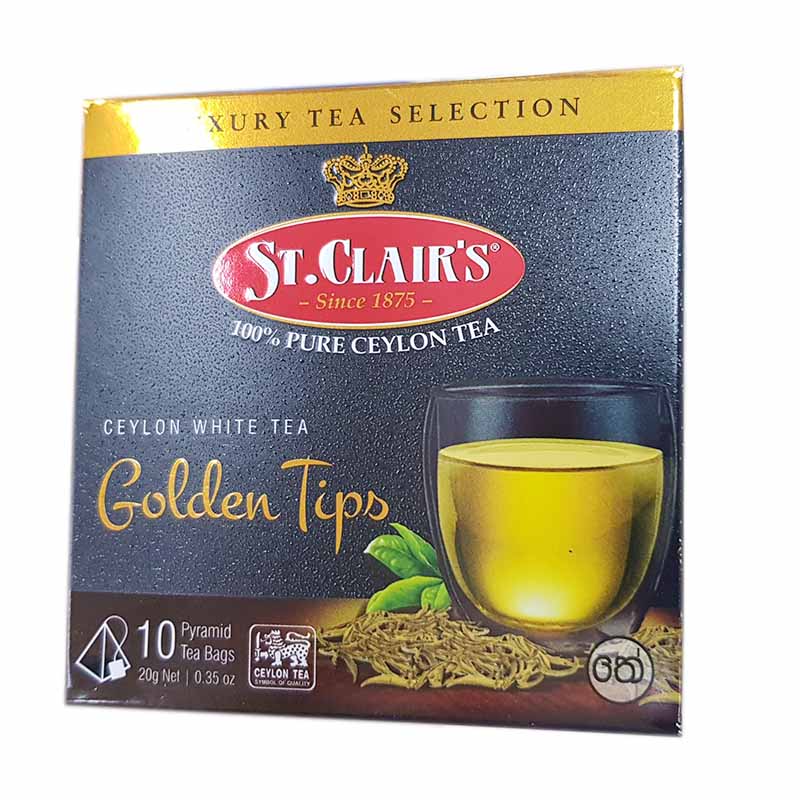 LUXURY TEA SELECTION
ST.CLAIR'S®
– Since 1875 –
100% PURE CEYLON TEA
CEYLON WHITE TEA
Golden Tips
10 Pyramid
Tea Bags
20g Net | 0.35 oz
CEYLON TEA
SYMBOL OF QUALITY
තේ